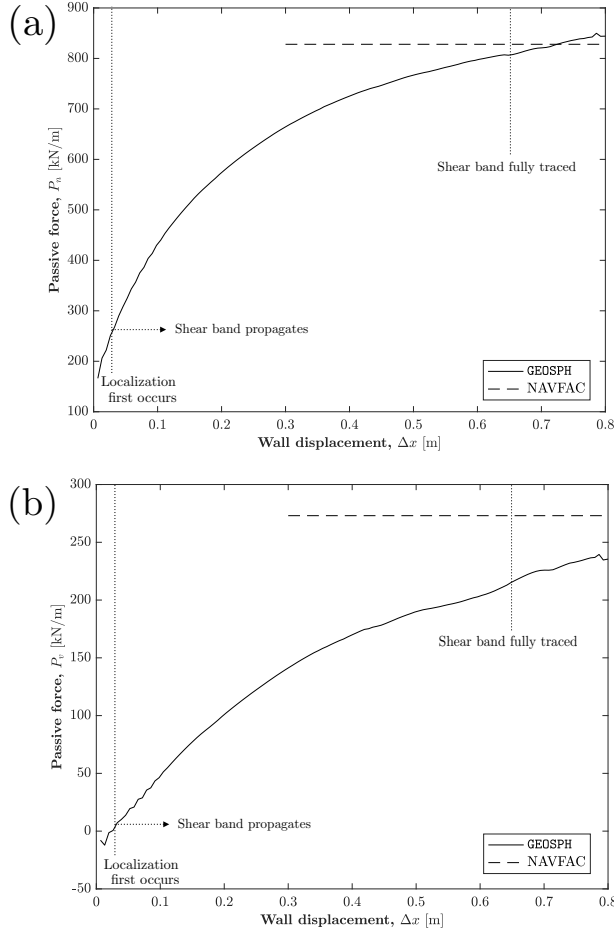 (a)
900
800
700
600
500
400
300
200
100
Passive force, Pₙ [kN/m]
Shear band fully traced
Shear band propagates
Localization
first occurs
GEOSPH
NAVFAC
0 0.1 0.2 0.3 0.4 0.5 0.6 0.7 0.8
Wall displacement, Δx [m]
(b)
300
250
200
150
100
50
0
-50
Passive force, Pᵥ [kN/m]
Shear band fully traced
Shear band propagates
Localization
first occurs
GEOSPH
NAVFAC
0 0.1 0.2 0.3 0.4 0.5 0.6 0.7 0.8
Wall displacement, Δx [m]